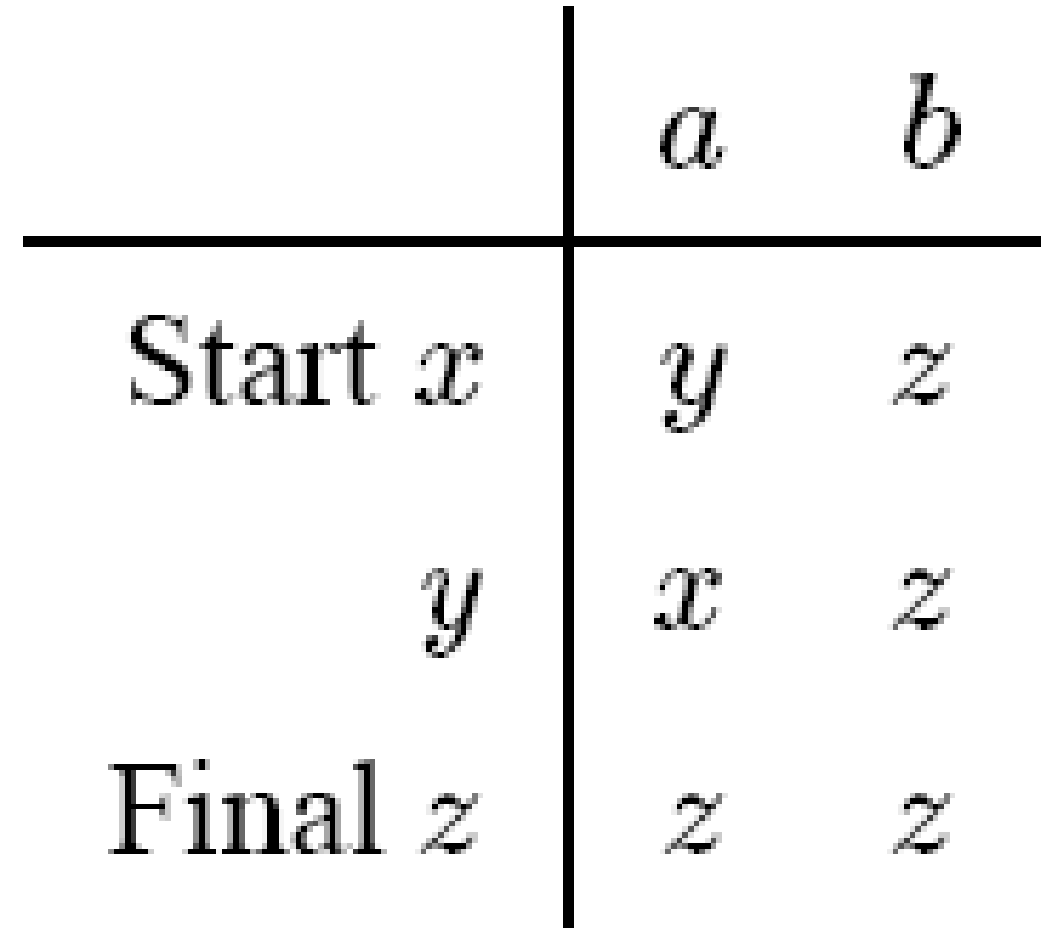 a b
Start x y z
y x z
Final z z z